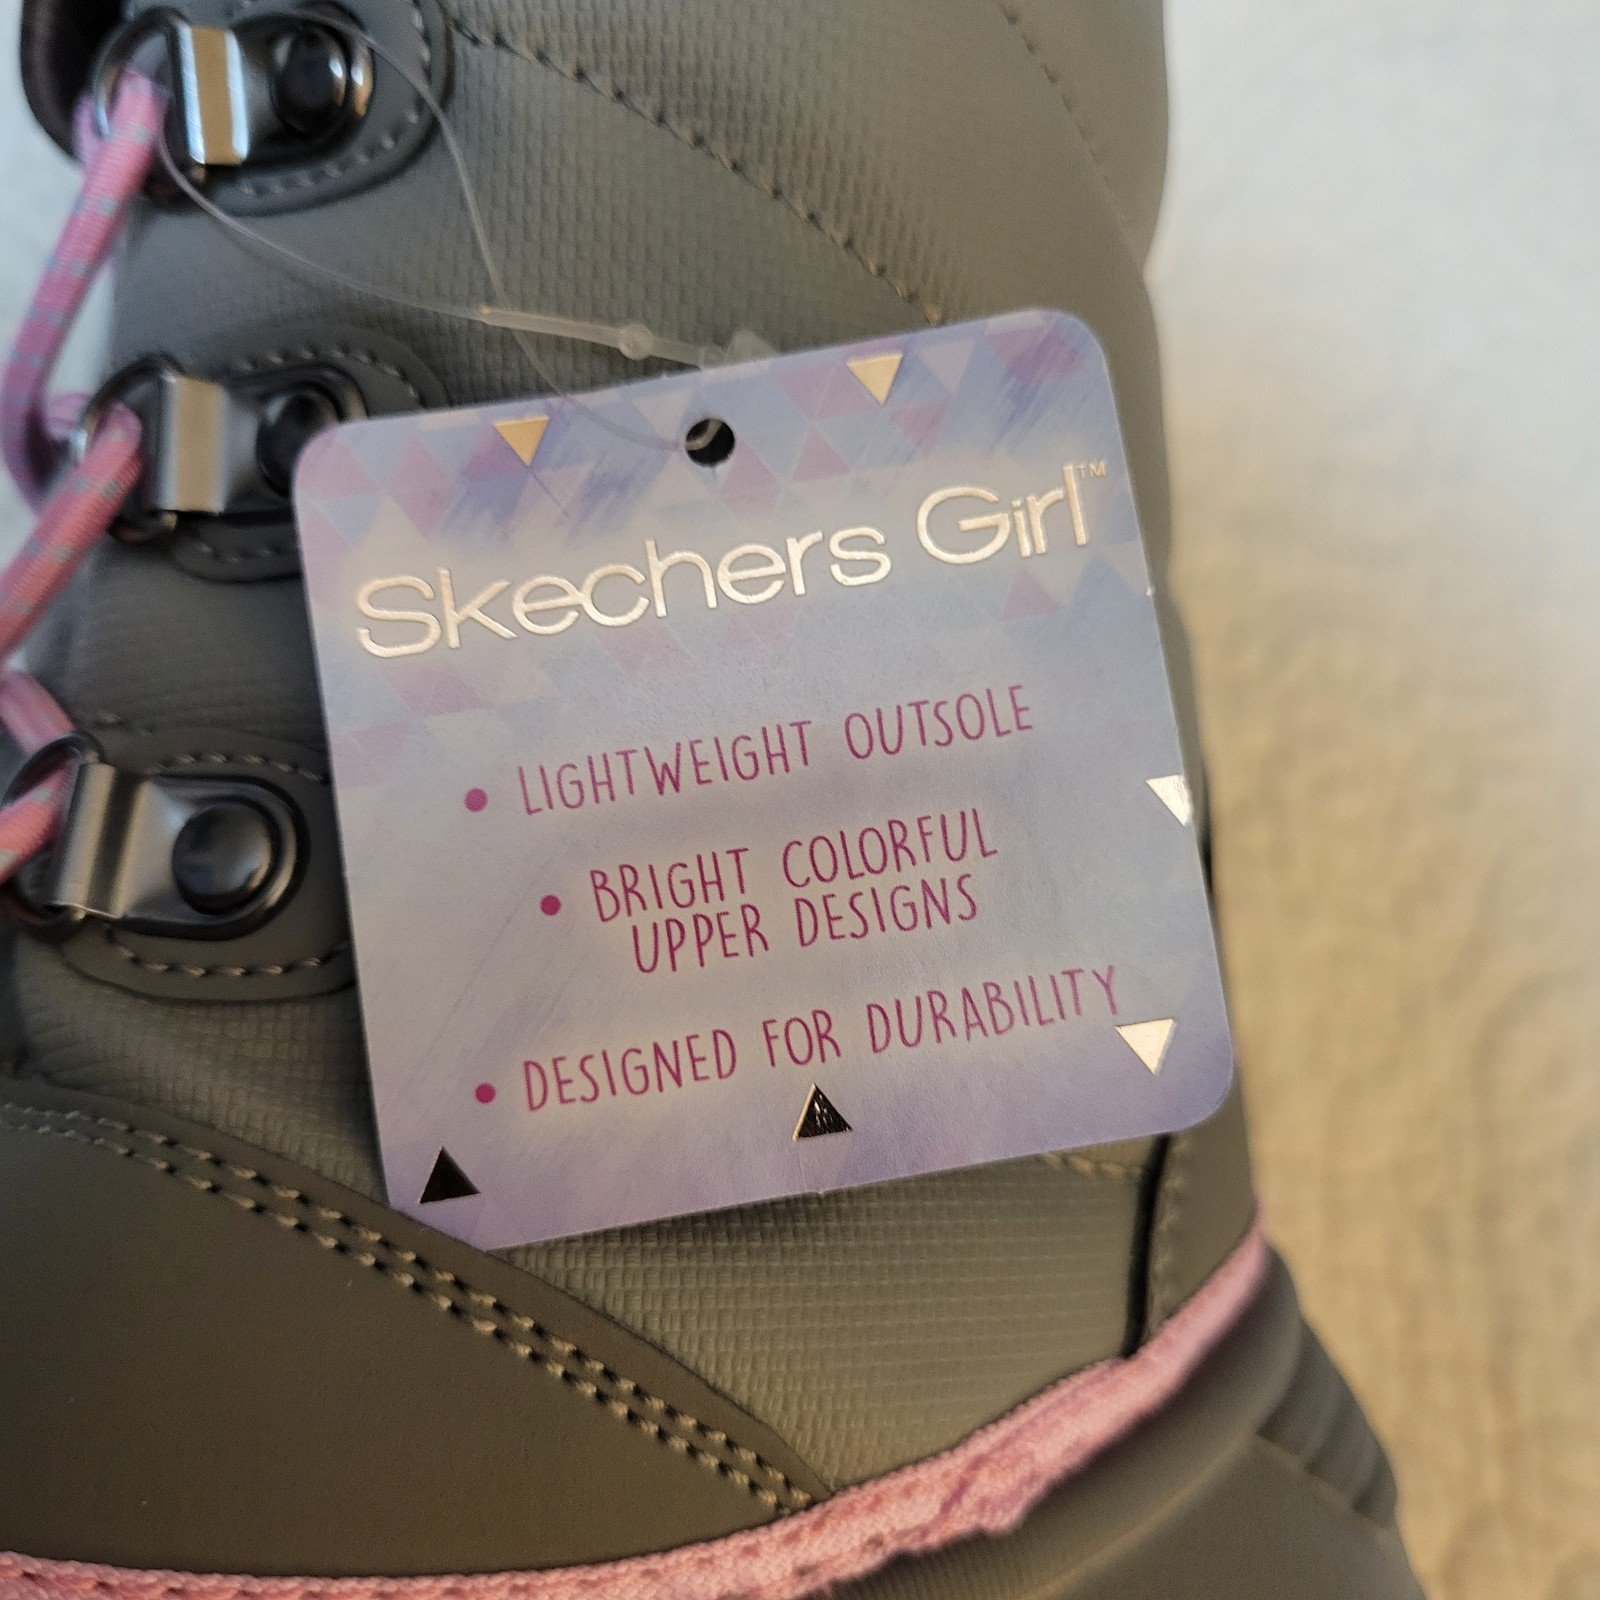 Skechers Girl™
• LIGHTWEIGHT OUTSOLE
• BRIGHT COLORFUL
UPPER DESIGNS
• DESIGNED FOR DURABILITY